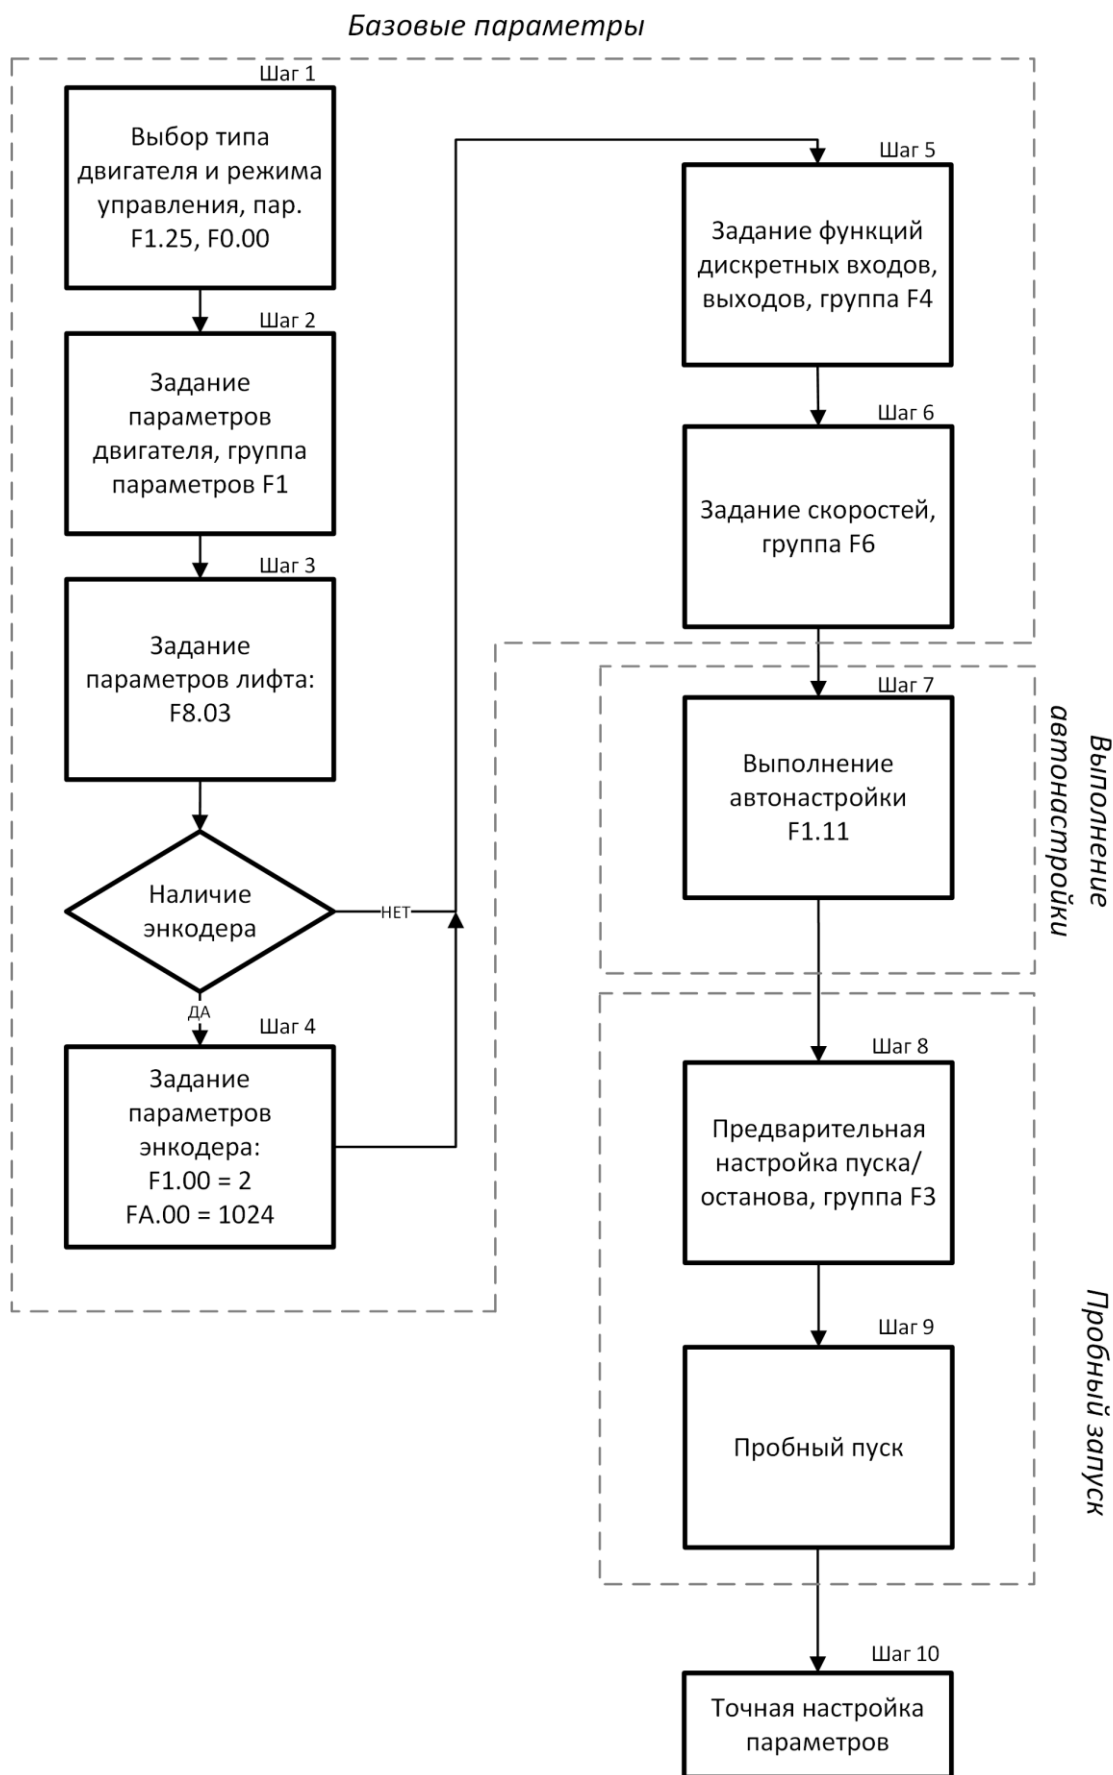 Базовые параметры
Шаг 1
Выбор типа
двигателя и режима
управления, пар.
F1.25, F0.00
Шаг 2
Задание
параметров
двигателя, группа
параметров F1
Шаг 3
Задание
параметров лифта:
F8.03
Наличие
энкодера
НЕТ
ДА
Шаг 4
Задание
параметров
энкодера:
F1.00 = 2
FA.00 = 1024
Шаг 5
Задание функций
дискретных входов,
выходов, группа F4
Шаг 6
Задание скоростей,
группа F6
Шаг 7
Выполнение
автонастройки
F1.11
Выполнение
автонастройки
Шаг 8
Предварительная
настройка пуска/
останова, группа F3
Шаг 9
Пробный пуск
Пробный запуск
Шаг 10
Точная настройка
параметров